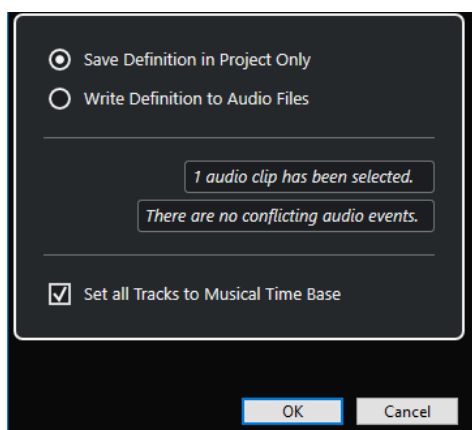 Save Definition in Project Only
Write Definition to Audio Files
1 audio clip has been selected.
There are no conflicting audio events.
Set all Tracks to Musical Time Base
OK
Cancel